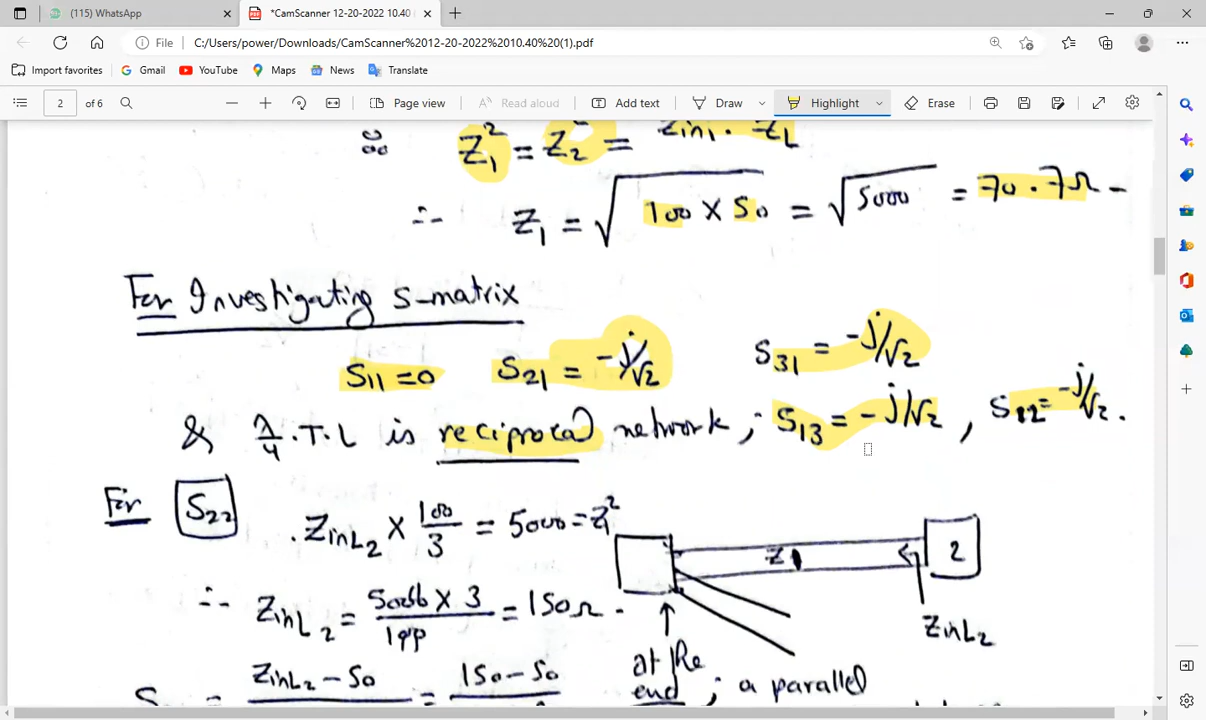 (115) WhatsApp
*CamScanner 12-20-2022 10.40
File C:/Users/power/Downloads/CamScanner%2012-20-2022%2010.40%20(1).pdf
Import favorites Gmail YouTube Maps News Translate
2 of 6 Page view Read aloud Add text Draw Highlight Erase
∴ Z₁² = Z₂² = Zin₁ . ZL
∴ Z₁ = √(100 × 50) = √5000 = 70.7Ω -
For Investigating S-matrix
S₁₁ = 0 S₂₁ = -j/√2 S₃₁ = -j/√2
& λ/4 . T. L is reciprocal network ; S₁₃ = -j/√2 , S₁₂ = -j/√2 .
For S₂₂ . ZinL₂ × 100/3 = 5000 = Z₁²
Z₁ 2
∴ ZinL₂ = 5000 × 3 / 100 = 150Ω .
ZinL₂
at the end ; a parallel
ZinL₂ - 50 = 150 - 50